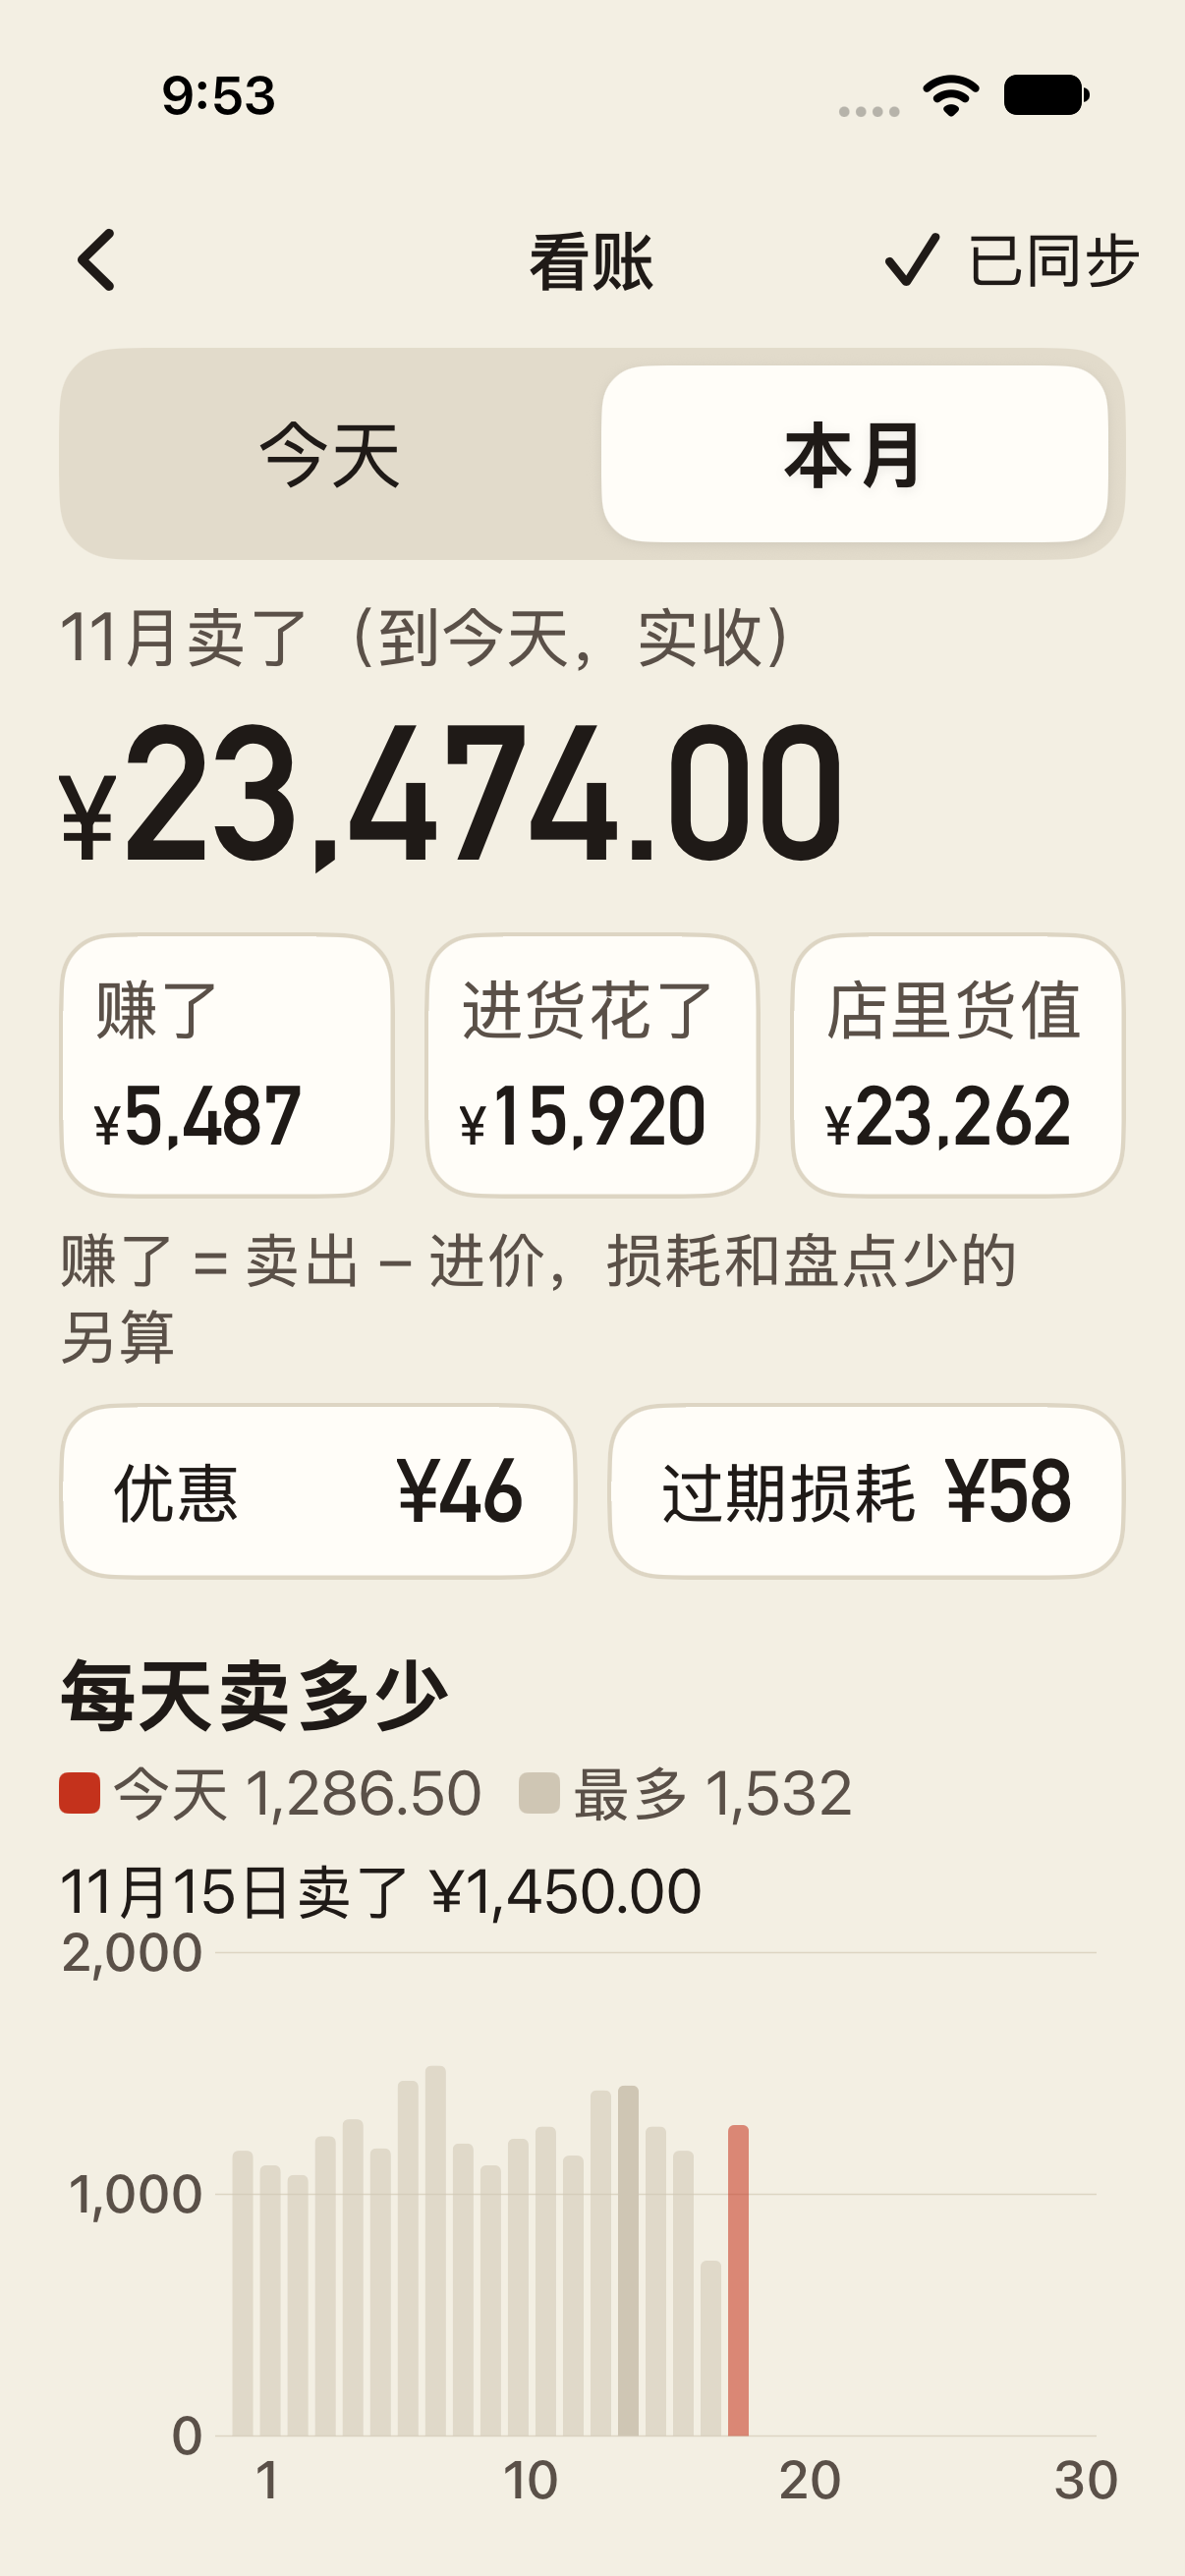 9:53
看账
已同步
今天
本月
11月卖了（到今天，实收）
¥23,474.00
赚了
¥5,487
进货花了
¥15,920
店里货值
¥23,262
赚了 = 卖出 − 进价，损耗和盘点少的
另算
优惠 ¥46
过期损耗 ¥58
每天卖多少
今天 1,286.50 最多 1,532
11月15日卖了 ¥1,450.00
2,000
1,000
0
1 10 20 30